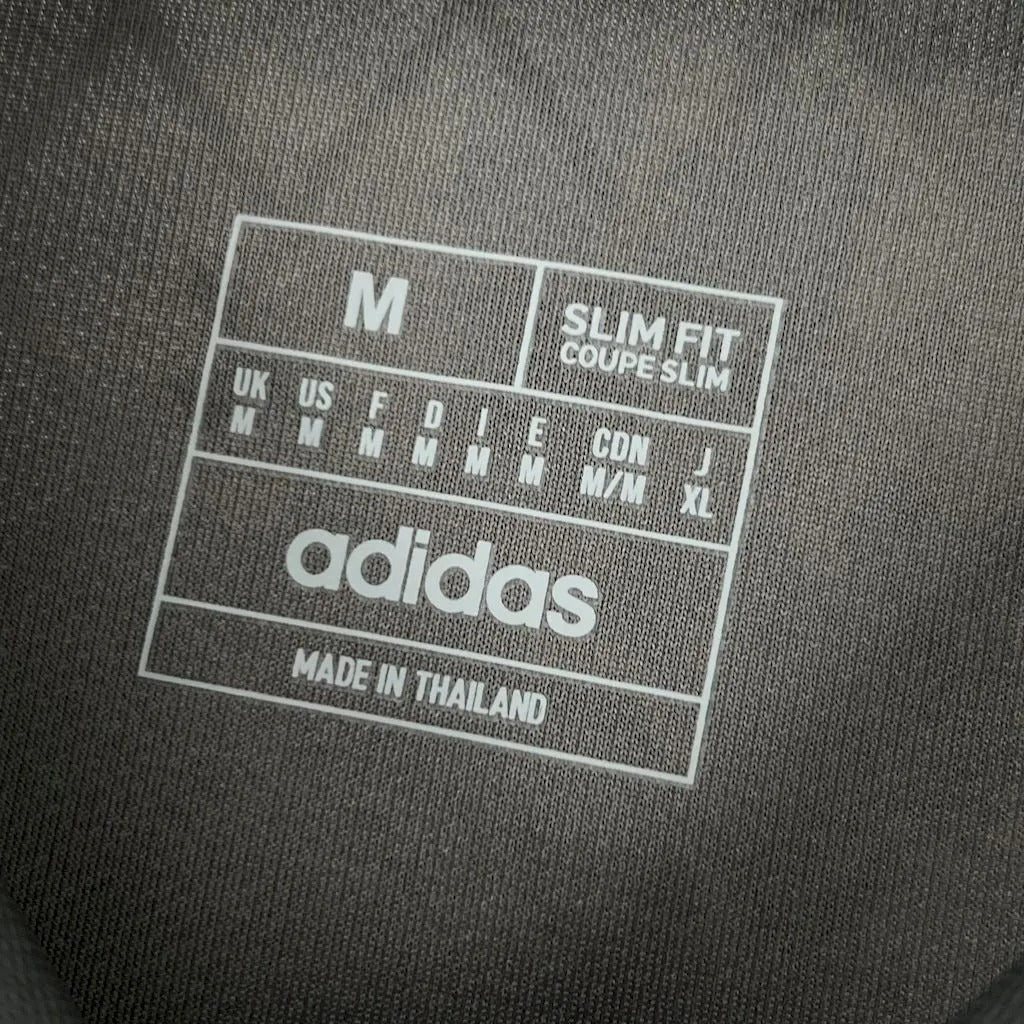 M
SLIM FIT
COUPE SLIM
UK US F D I E CDN J
M M M M M M M/M XL
adidas
MADE IN THAILAND